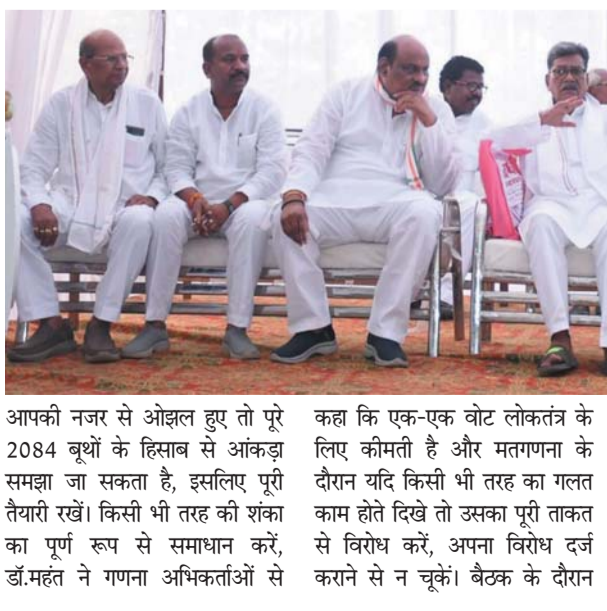 आपकी नजर से ओझल हुए तो पूरे
2084 बूथों के हिसाब से आंकड़ा
समझा जा सकता है, इसलिए पूरी
तैयारी रखें। किसी भी तरह की शंका
का पूर्ण रूप से समाधान करें,
डॉ.महंत ने गणना अभिकर्ताओं से
कहा कि एक-एक वोट लोकतंत्र के
लिए कीमती है और मतगणना के
दौरान यदि किसी भी तरह का गलत
काम होते दिखे तो उसका पूरी ताकत
से विरोध करें, अपना विरोध दर्ज
कराने से न चूकें। बैठक के दौरान